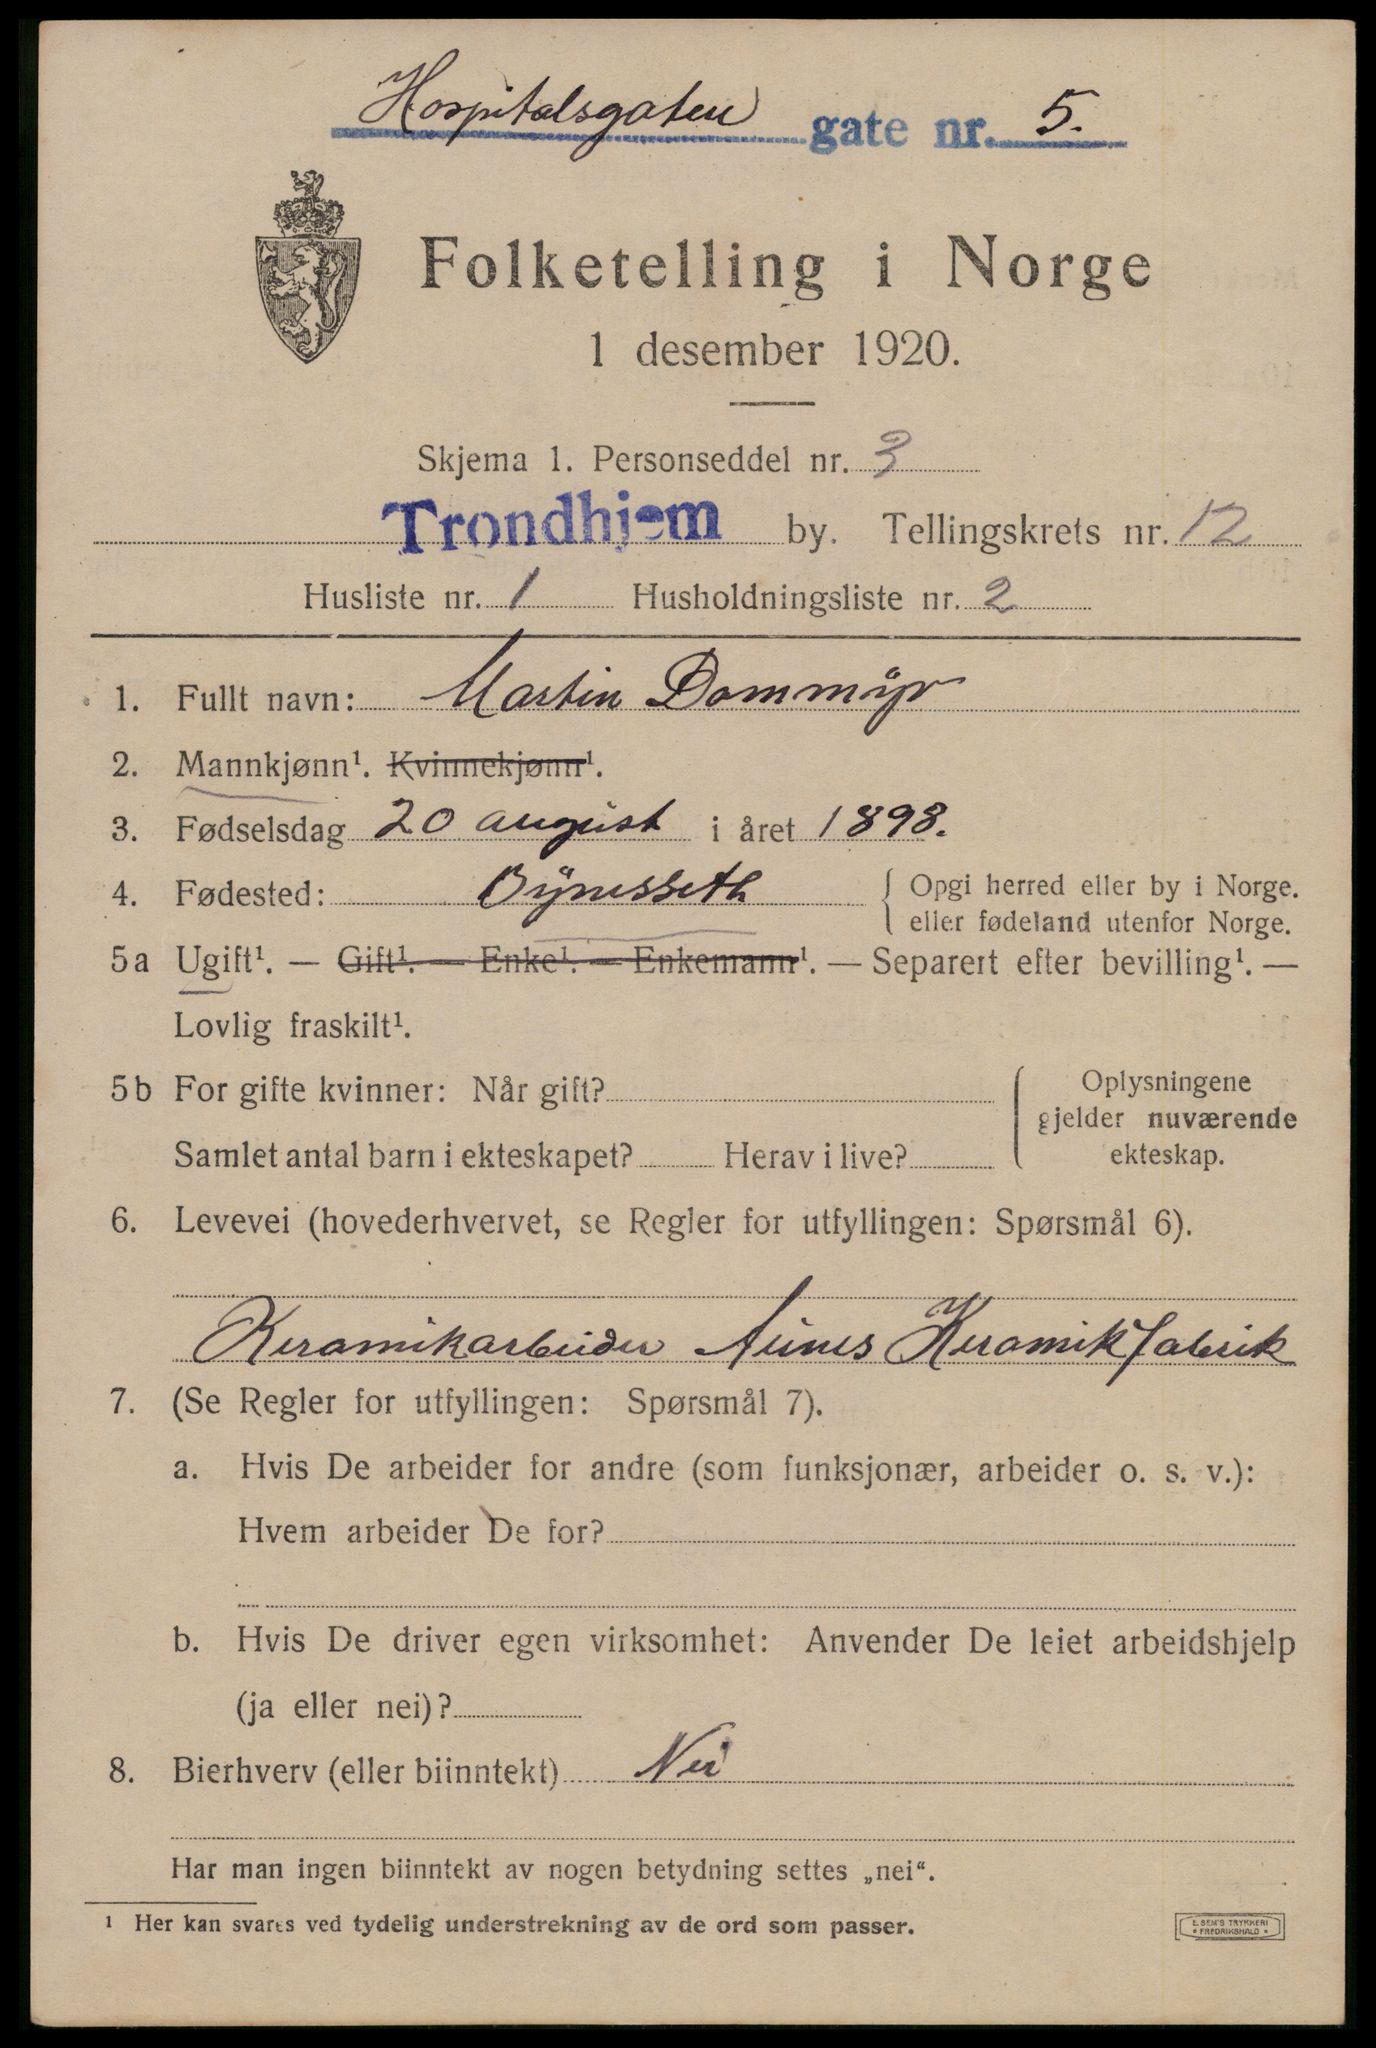 Hospitalsgaten gate nr. 5.
Folketelling i Norge
1 desember 1920.
Skjema 1. Personseddel nr. 3
Trondhjem by. Tellingskrets nr. 12
Husliste nr. 1 Husholdningsliste nr. 2
1. Fullt navn: Martin Dommyr
2. Mannkjønn¹. Kvinnekjønn¹.
3. Fødselsdag 20 august i året 1898.
4. Fødested: { Opgi herred eller by i Norge.
eller fødeland utenfor Norge.
5a Ugift¹. — Gift¹. — Enke¹. — Enkemann¹. — Separert efter bevilling¹. —
Lovlig fraskilt¹.
5b For gifte kvinner: Når gift? { Oplysningene
gjelder nuværende
Samlet antal barn i ekteskapet? Herav i live? ekteskap.
6. Levevei (hovederhvervet, se Regler for utfyllingen: Spørsmål 6).
Keramikarbeider Aunes Keramikfabrik
7. (Se Regler for utfyllingen: Spørsmål 7).
a. Hvis De arbeider for andre (som funksjonær, arbeider o. s. v.):
Hvem arbeider De for?
b. Hvis De driver egen virksomhet: Anvender De leiet arbeidshjelp
(ja eller nei)?
8. Bierhverv (eller biinntekt) Nei
Har man ingen biinntekt av nogen betydning settes „nei“.
¹ Her kan svares ved tydelig understrekning av de ord som passer.
E. SEM'S TRYKKERI
* FREDRIKSHALD *